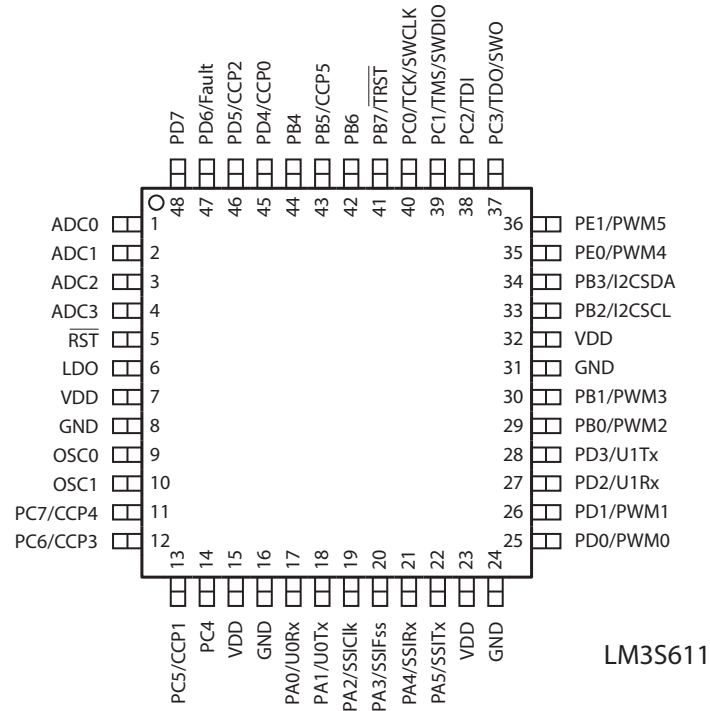 PD7
PD6/Fault
PD5/CCP2
PD4/CCP0
PB4
PB5/CCP5
PB6
PB7/TRST
PC0/TCK/SWCLK
PC1/TMS/SWDIO
PC2/TDI
PC3/TDO/SWO
48
47
46
45
44
43
42
41
40
39
38
37
ADC0 1
ADC1 2
ADC2 3
ADC3 4
RST 5
LDO 6
VDD 7
GND 8
OSC0 9
OSC1 10
PC7/CCP4 11
PC6/CCP3 12
36 PE1/PWM5
35 PE0/PWM4
34 PB3/I2CSDA
33 PB2/I2CSCL
32 VDD
31 GND
30 PB1/PWM3
29 PB0/PWM2
28 PD3/U1Tx
27 PD2/U1Rx
26 PD1/PWM1
25 PD0/PWM0
13
14
15
16
17
18
19
20
21
22
23
24
PC5/CCP1
PC4
VDD
GND
PA0/U0Rx
PA1/U0Tx
PA2/SSIClk
PA3/SSIFss
PA4/SSIRx
PA5/SSITx
VDD
GND
LM3S611